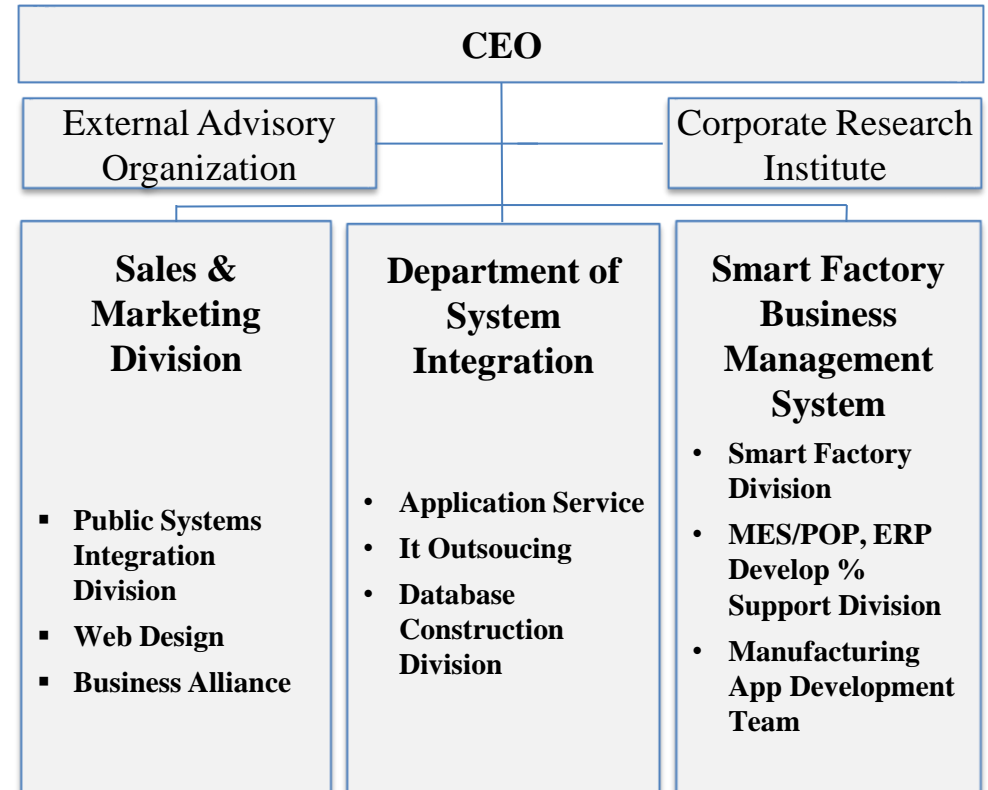 CEO
External Advisory
Organization
Corporate Research
Institute
Sales &
Marketing
Division
▪ Public Systems
Integration
Division
▪ Web Design
▪ Business Alliance
Department of
System
Integration
• Application Service
• It Outsoucing
• Database
Construction
Division
Smart Factory
Business
Management
System
• Smart Factory
Division
• MES/POP, ERP
Develop %
Support Division
• Manufacturing
App Development
Team